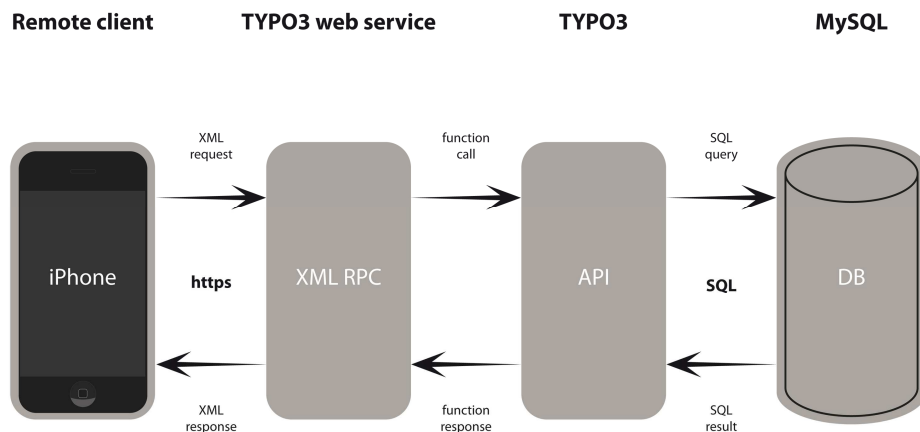 Remote client
TYPO3 web service
TYPO3
MySQL
XML
request
function
call
SQL
query
iPhone
https
XML RPC
API
SQL
DB
XML
response
function
response
SQL
result